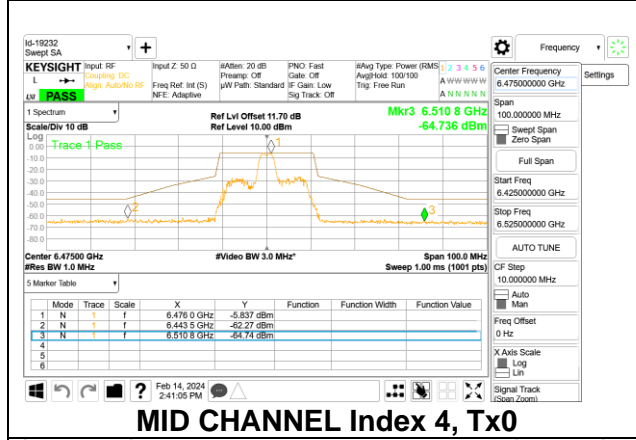 Id-19232
Swept SA
+
Frequency
KEYSIGHT
Input: RF
Coupling: DC
Align: Auto/No RF
Input Z: 50 Ω
Freq Ref: Int (S)
NFE: Adaptive
#Atten: 20 dB
Preamp: Off
µW Path: Standard
PNO: Fast
Gate: Off
IF Gain: Low
Sig Track: Off
#Avg Type: Power (RMS
Avg|Hold: 100/100
Trig: Free Run
1 2 3 4 5 6
A W W W W W
A N N N N N
L
LXI
PASS
1 Spectrum
Scale/Div 10 dB
Ref Lvl Offset 11.70 dB
Ref Level 10.00 dBm
Mkr3 6.510 8 GHz
-64.736 dBm
Log
Trace 1 Pass
0.00
-10.0
-20.0
-30.0
-40.0
-50.0
-60.0
-70.0
-80.0
1
2
3
Center 6.47500 GHz
#Res BW 1.0 MHz
#Video BW 3.0 MHz*
Span 100.0 MHz
Sweep 1.00 ms (1001 pts)
5 Marker Table
Mode Trace Scale X Y Function Function Width Function Value
1 N 1 f 6.476 0 GHz -5.837 dBm
2 N 1 f 6.443 5 GHz -62.27 dBm
3 N 1 f 6.510 8 GHz -64.74 dBm
4
5
6
Center Frequency
6.475000000 GHz
Settings
Span
100.000000 MHz
Swept Span
Zero Span
Full Span
Start Freq
6.425000000 GHz
Stop Freq
6.525000000 GHz
AUTO TUNE
CF Step
10.000000 MHz
Auto
Man
Freq Offset
0 Hz
X Axis Scale
Log
Lin
Signal Track
(Span Zoom)
?
Feb 14, 2024
2:41:05 PM
MID CHANNEL Index 4, Tx0